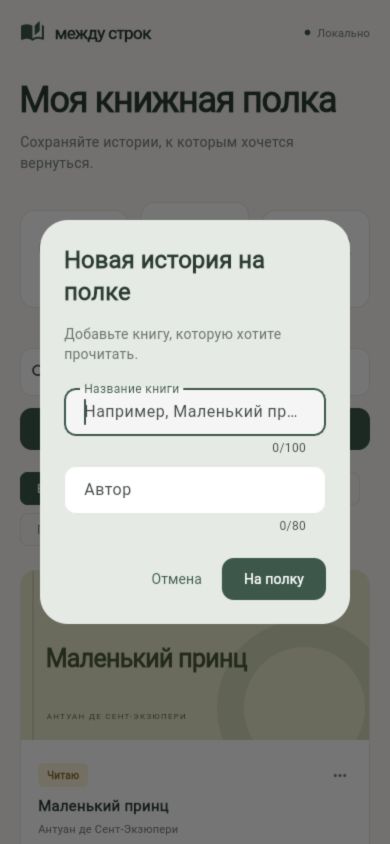 между строк
Локально
Моя книжная полка
Сохраняйте истории, к которым хочется
вернуться.
Новая история на
полке
Добавьте книгу, которую хотите
прочитать.
Название книги
Например, Маленький пр...
0/100
Автор
0/80
Отмена
На полку
Маленький принц
АНТУАН ДЕ СЕНТ-ЭКЗЮПЕРИ
Читаю
Маленький принц
Антуан де Сент-Экзюпери